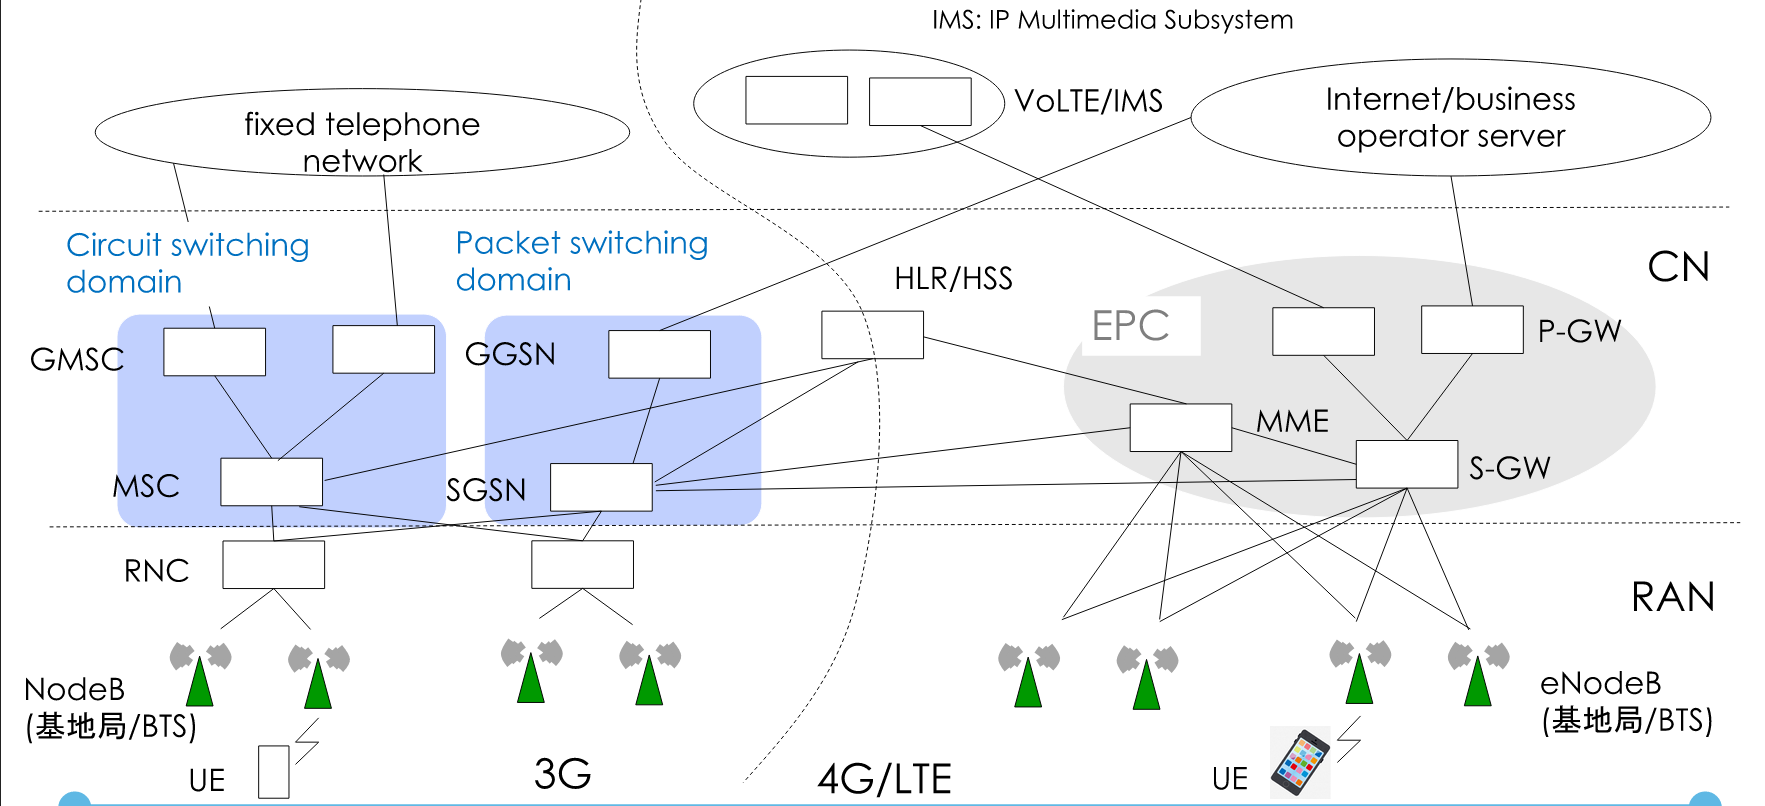 IMS: IP Multimedia Subsystem
VoLTE/IMS
Internet/business
operator server
fixed telephone
network
Circuit switching
domain
Packet switching
domain
CN
HLR/HSS
EPC
P-GW
GMSC
GGSN
MME
S-GW
MSC
SGSN
RNC
RAN
NodeB
(基地局/BTS)
eNodeB
(基地局/BTS)
UE
3G
4G/LTE
UE